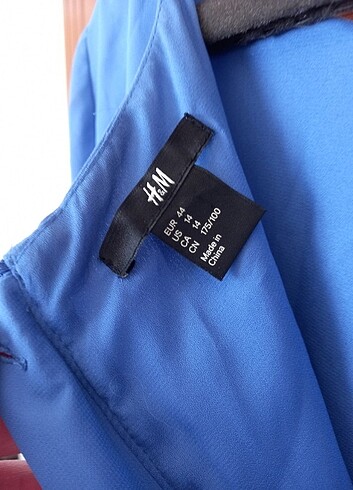 H&M
EUR 44
US 14
CA 14
CN 175/100
Made in
China